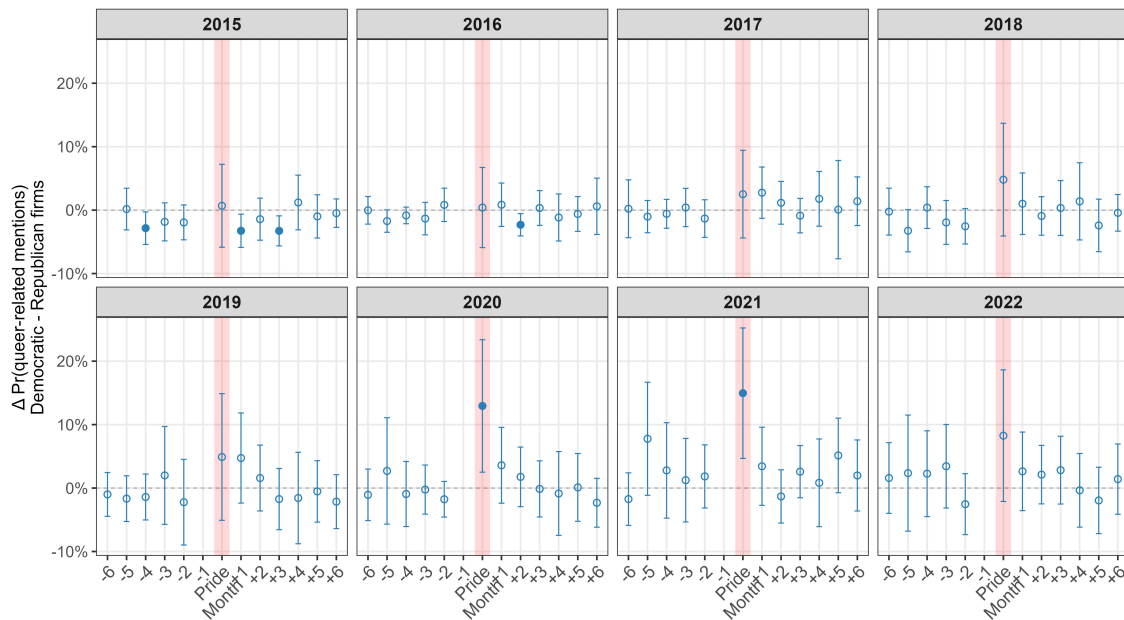 2015 2016 2017 2018
20%
10%
0%
-10%
2019 2020 2021 2022
20%
10%
0%
-10%
Δ Pr(queer-related mentions)
Democratic - Republican firms
-6 -5 -4 -3 -2 -1 Pride Month +1 +2 +3 +4 +5 +6
-6 -5 -4 -3 -2 -1 Pride Month +1 +2 +3 +4 +5 +6
-6 -5 -4 -3 -2 -1 Pride Month +1 +2 +3 +4 +5 +6
-6 -5 -4 -3 -2 -1 Pride Month +1 +2 +3 +4 +5 +6